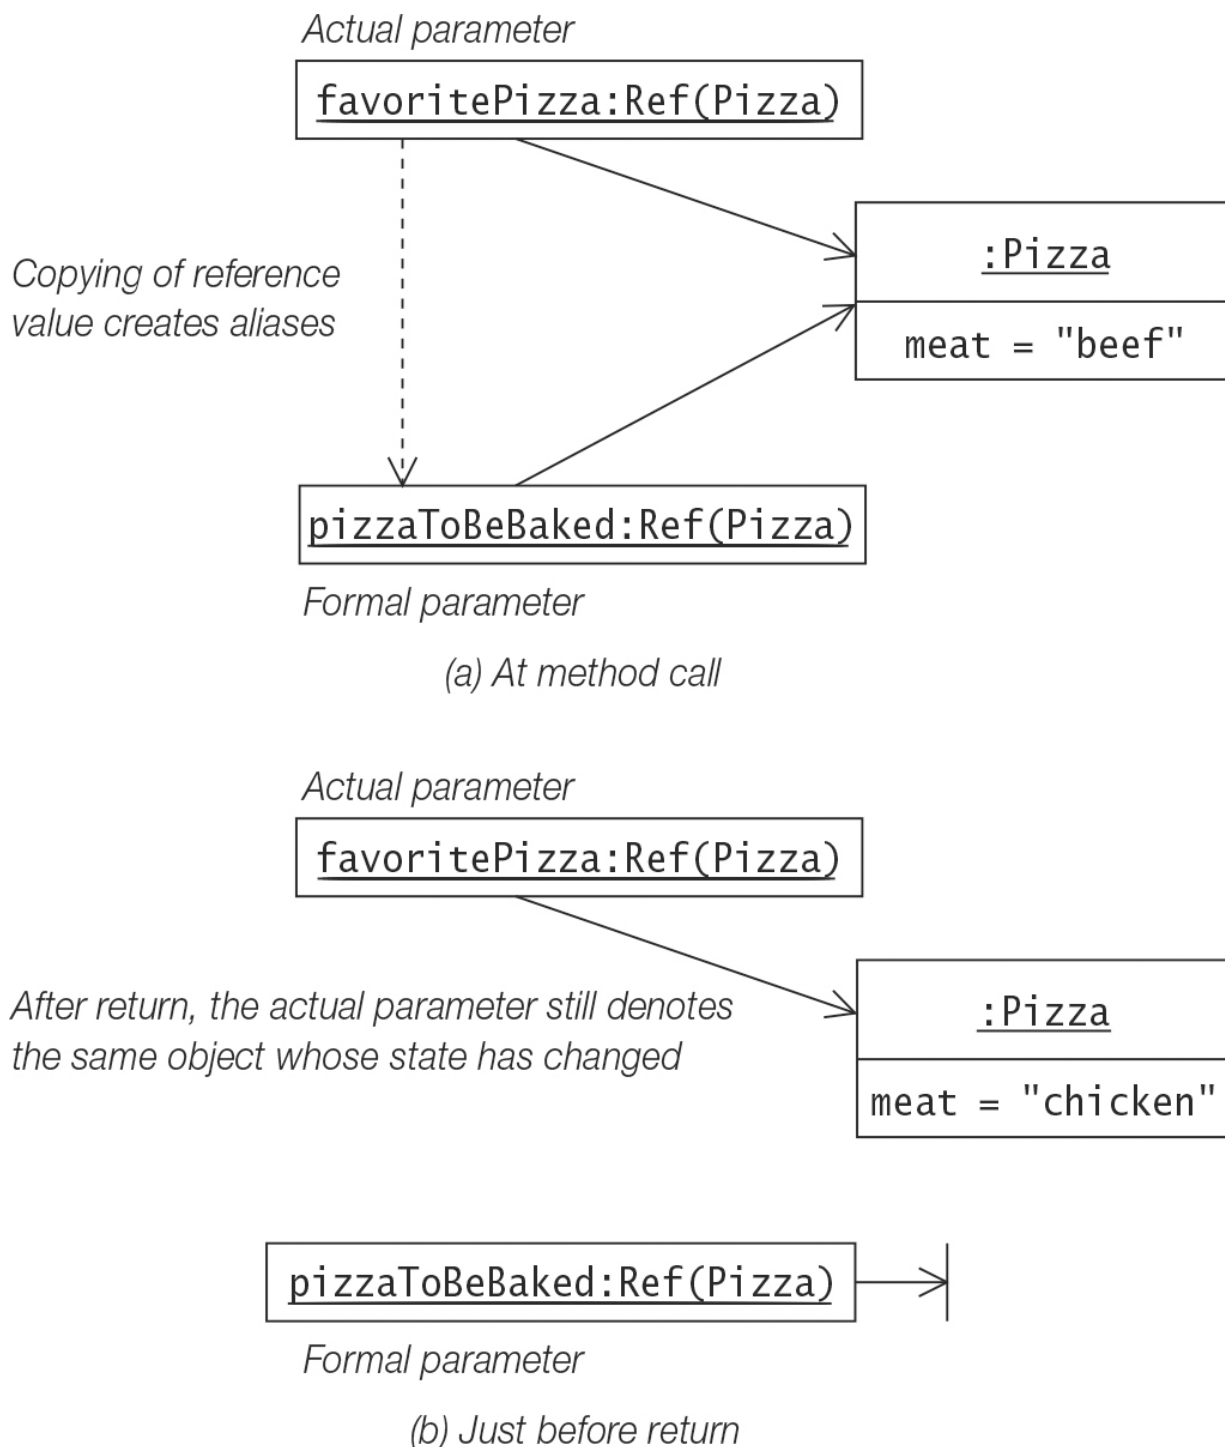 Actual parameter
favoritePizza:Ref(Pizza)
:Pizza
Copying of reference
value creates aliases
meat = "beef"
pizzaToBeBaked:Ref(Pizza)
Formal parameter
(a) At method call
Actual parameter
favoritePizza:Ref(Pizza)
After return, the actual parameter still denotes
the same object whose state has changed
:Pizza
meat = "chicken"
pizzaToBeBaked:Ref(Pizza)
Formal parameter
(b) Just before return